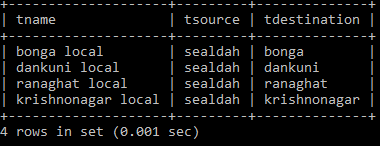 +--------------------+---------+--------------+
| tname              | tsource | tdestination |
+--------------------+---------+--------------+
| bonga local        | sealdah | bonga        |
| dankuni local      | sealdah | dankuni      |
| ranaghat local     | sealdah | ranaghat     |
| krishnonagar local | sealdah | krishnonagar |
+--------------------+---------+--------------+
4 rows in set (0.001 sec)